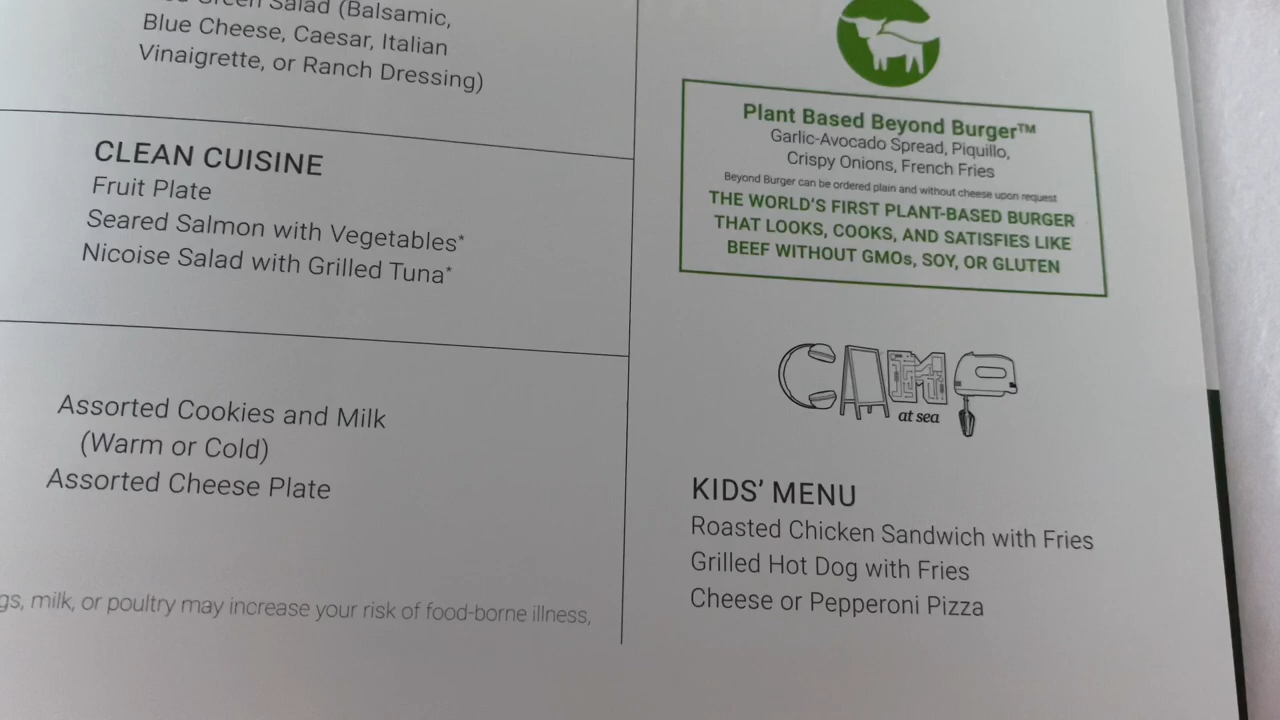 Green Salad (Balsamic,
Blue Cheese, Caesar, Italian
Vinaigrette, or Ranch Dressing)
CLEAN CUISINE
Fruit Plate
Seared Salmon with Vegetables*
Nicoise Salad with Grilled Tuna*
Assorted Cookies and Milk
(Warm or Cold)
Assorted Cheese Plate
milk, or poultry may increase your risk of food-borne illness,
Plant Based Beyond Burger™
Garlic-Avocado Spread, Piquillo,
Crispy Onions, French Fries
Beyond Burger can be ordered plain and without cheese upon request
THE WORLD'S FIRST PLANT-BASED BURGER
THAT LOOKS, COOKS, AND SATISFIES LIKE
BEEF WITHOUT GMOs, SOY, OR GLUTEN
CAMP
at sea
KIDS' MENU
Roasted Chicken Sandwich with Fries
Grilled Hot Dog with Fries
Cheese or Pepperoni Pizza